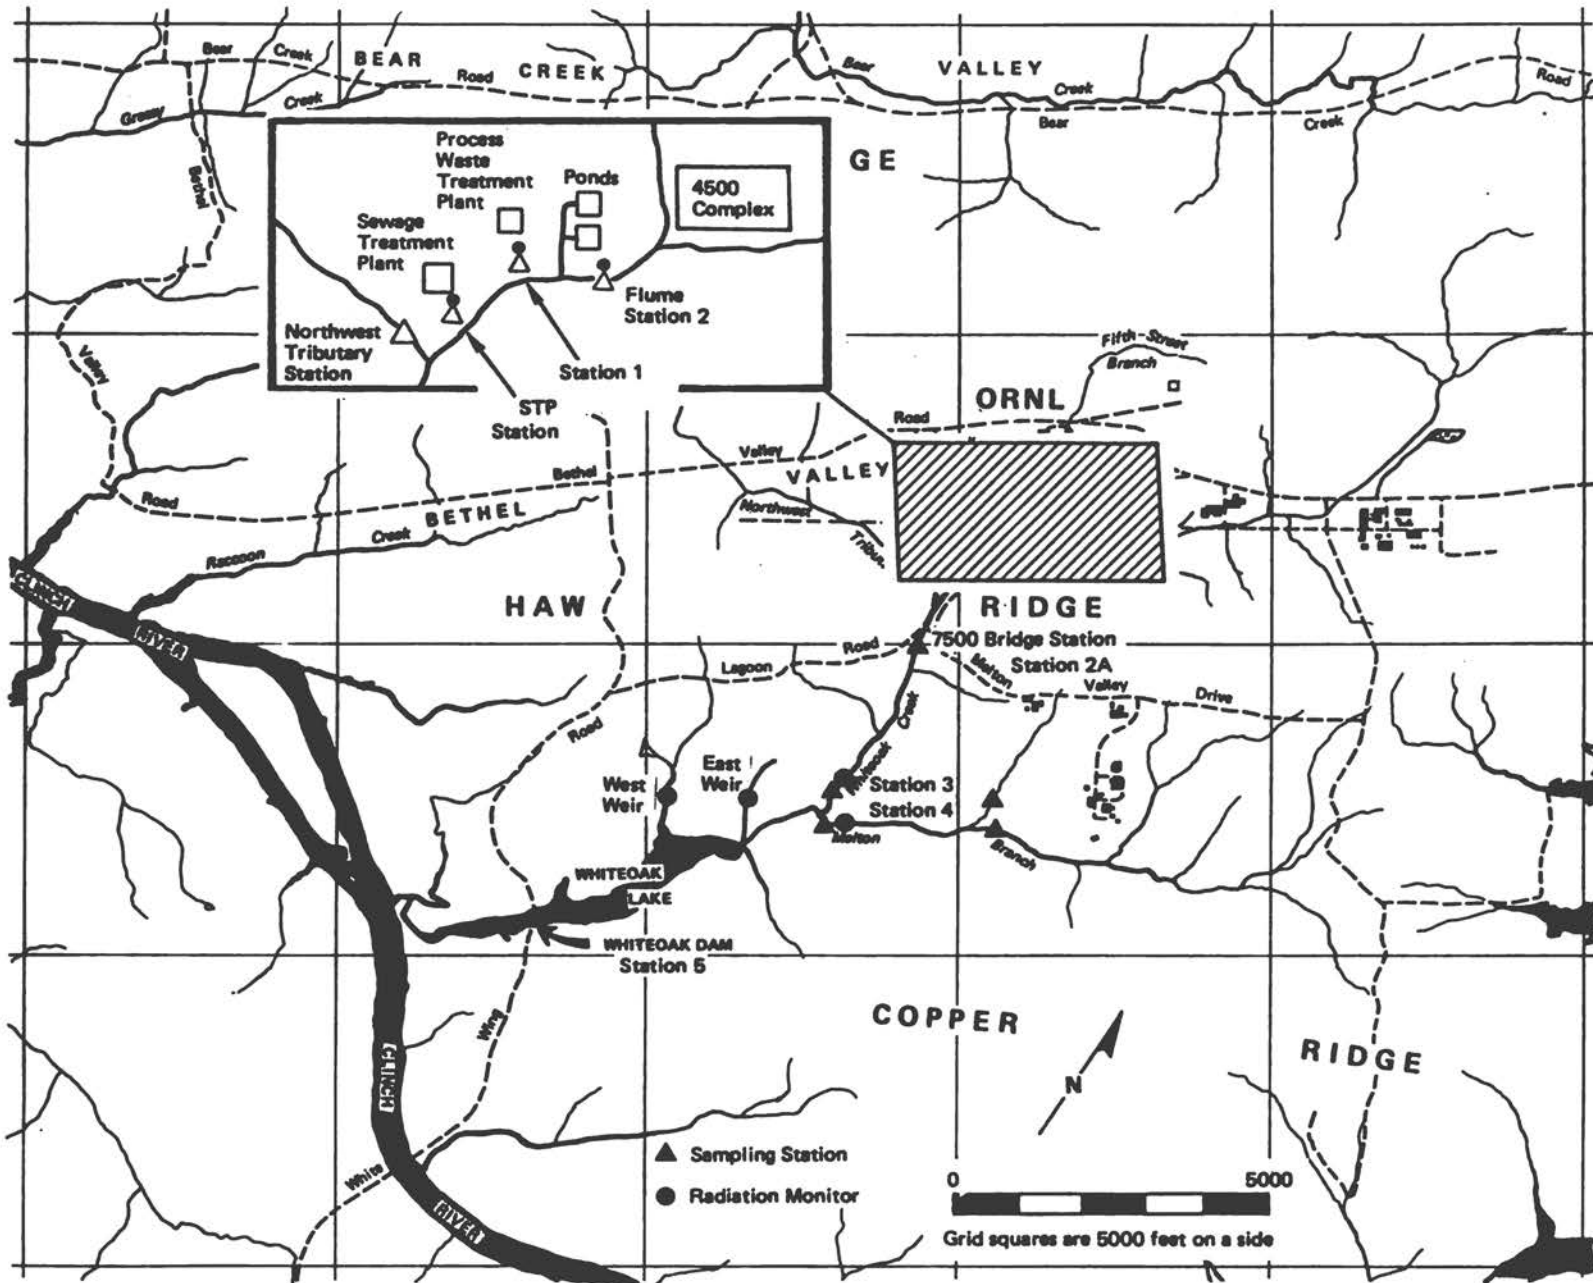 Bear
Creek
BEAR
Road
CREEK
Bear
VALLEY
Creek
Road
Grassy
Creek
Bear
Creek
Bethel
GE
Process
Waste
Treatment
Plant
Ponds
4500
Complex
Sewage
Treatment
Plant
Flume
Station 2
Northwest
Tributary
Station
Station 1
STP
Station
Valley
Fifth-Street
Branch
ORNL
Road
Valley
VALLEY
Bethel
Road
BETHEL
Northwest
Tribun.
Creek
Raccoon
CLINCH
RIVER
HAW
RIDGE
7500 Bridge Station
Station 2A
Road
Lagoon
Melton
Valley
Drive
Road
Creek
Whiteoak
East
Weir
West
Weir
Station 3
Station 4
Melton
Branch
WHITEOAK
LAKE
WHITEOAK DAM
Station 5
Wing
COPPER
RIDGE
CLINCH
N
White
RIVER
Sampling Station
Radiation Monitor
0 5000
Grid squares are 5000 feet on a side